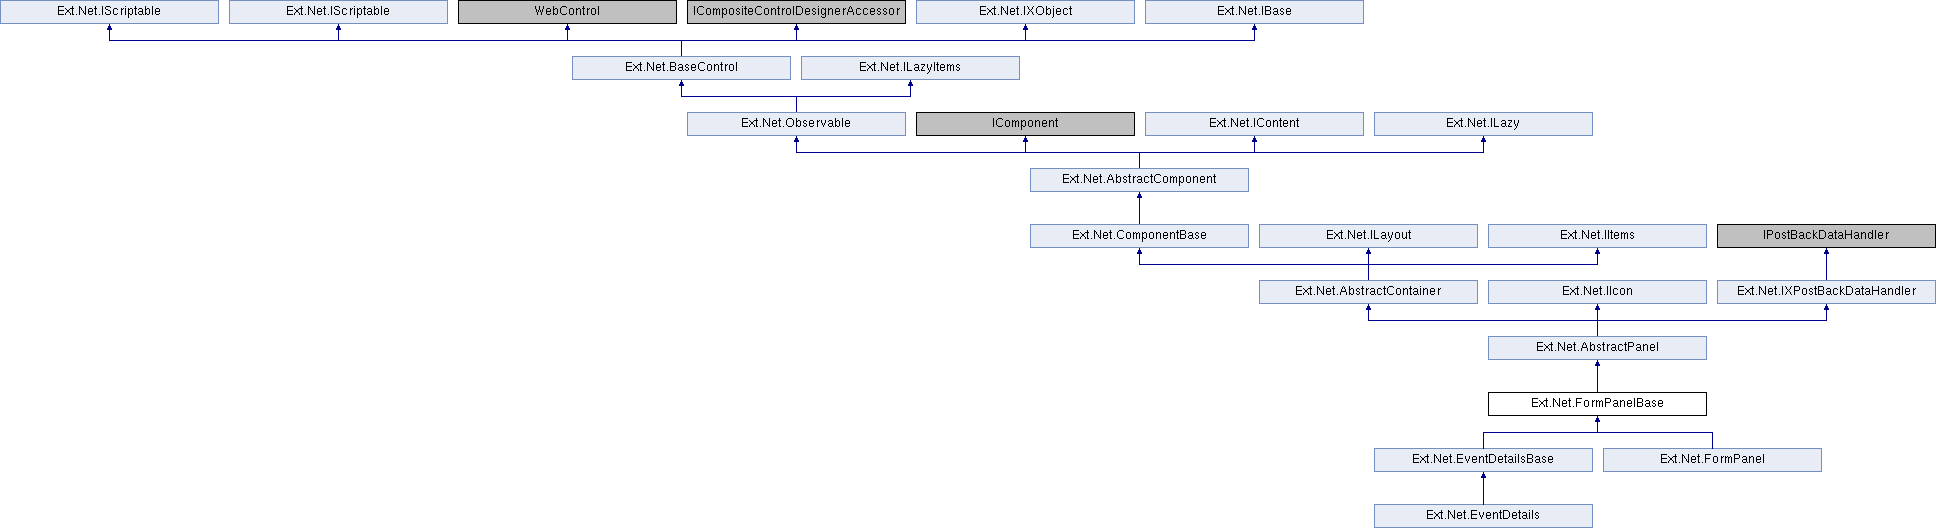 Ext.Net.IScriptable
Ext.Net.IScriptable
WebControl
ICompositeControlDesignerAccessor
Ext.Net.IXObject
Ext.Net.IBase
Ext.Net.BaseControl
Ext.Net.ILazyItems
Ext.Net.Observable
IComponent
Ext.Net.IContent
Ext.Net.ILazy
Ext.Net.AbstractComponent
Ext.Net.ComponentBase
Ext.Net.ILayout
Ext.Net.IItems
IPostBackDataHandler
Ext.Net.AbstractContainer
Ext.Net.IIcon
Ext.Net.IXPostBackDataHandler
Ext.Net.AbstractPanel
Ext.Net.FormPanelBase
Ext.Net.EventDetailsBase
Ext.Net.FormPanel
Ext.Net.EventDetails